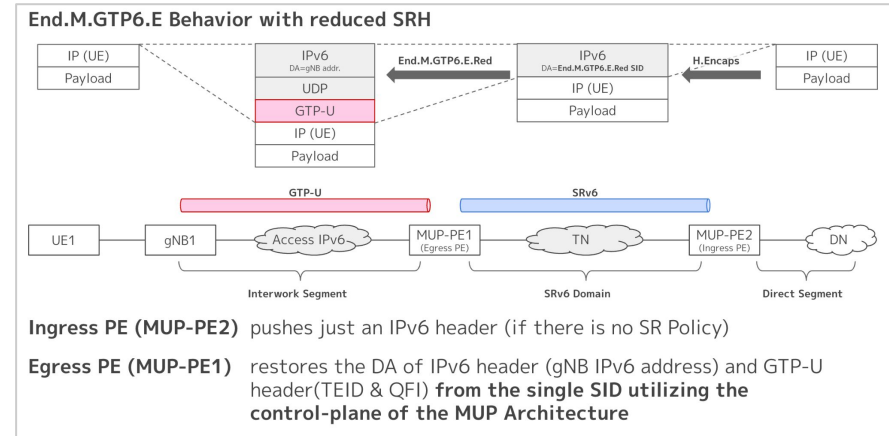 End.M.GTP6.E Behavior with reduced SRH
IP (UE)
Payload
IPv6
DA=gNB addr.
UDP
GTP-U
IP (UE)
Payload
End.M.GTP6.E.Red
IPv6
DA=End.M.GTP6.E.Red SID
IP (UE)
Payload
H.Encaps
IP (UE)
Payload
GTP-U
SRv6
UE1
gNB1
Access IPv6
MUP-PE1
(Egress PE)
TN
MUP-PE2
(Ingress PE)
DN
Interwork Segment
SRv6 Domain
Direct Segment
Ingress PE (MUP-PE2) pushes just an IPv6 header (if there is no SR Policy)
Egress PE (MUP-PE1) restores the DA of IPv6 header (gNB IPv6 address) and GTP-U
header(TEID & QFI) from the single SID utilizing the
control-plane of the MUP Architecture